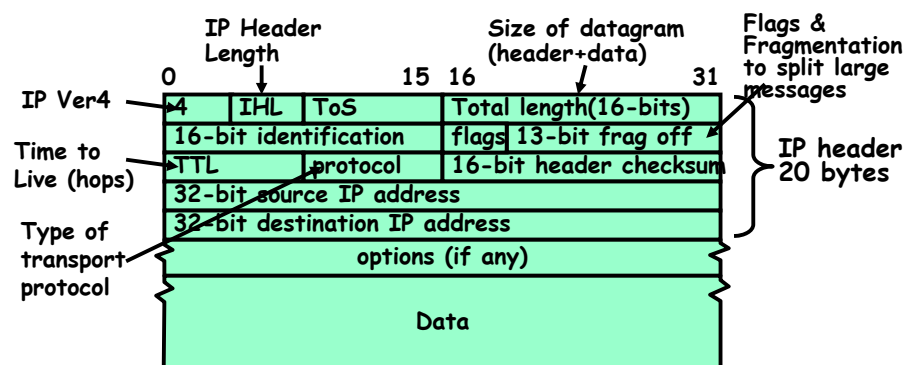 IP Header
Length
Size of datagram
(header+data)
Flags &
Fragmentation
to split large
messages
0
15
16
31
IP Ver4
4
IHL
ToS
Total length(16-bits)
16-bit identification
flags
13-bit frag off
Time to
Live (hops)
TTL
protocol
16-bit header checksum
IP header
20 bytes
32-bit source IP address
32-bit destination IP address
Type of
transport
protocol
options (if any)
Data